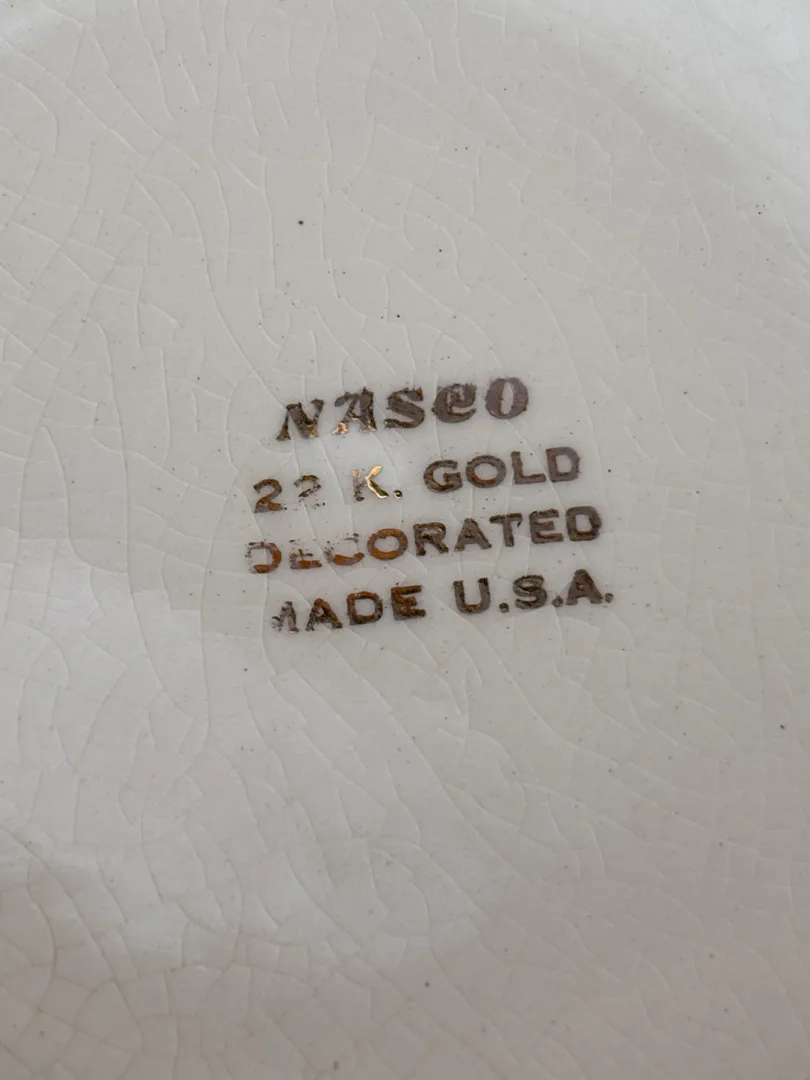 NASCO
22 K. GOLD
DECORATED
MADE U.S.A.